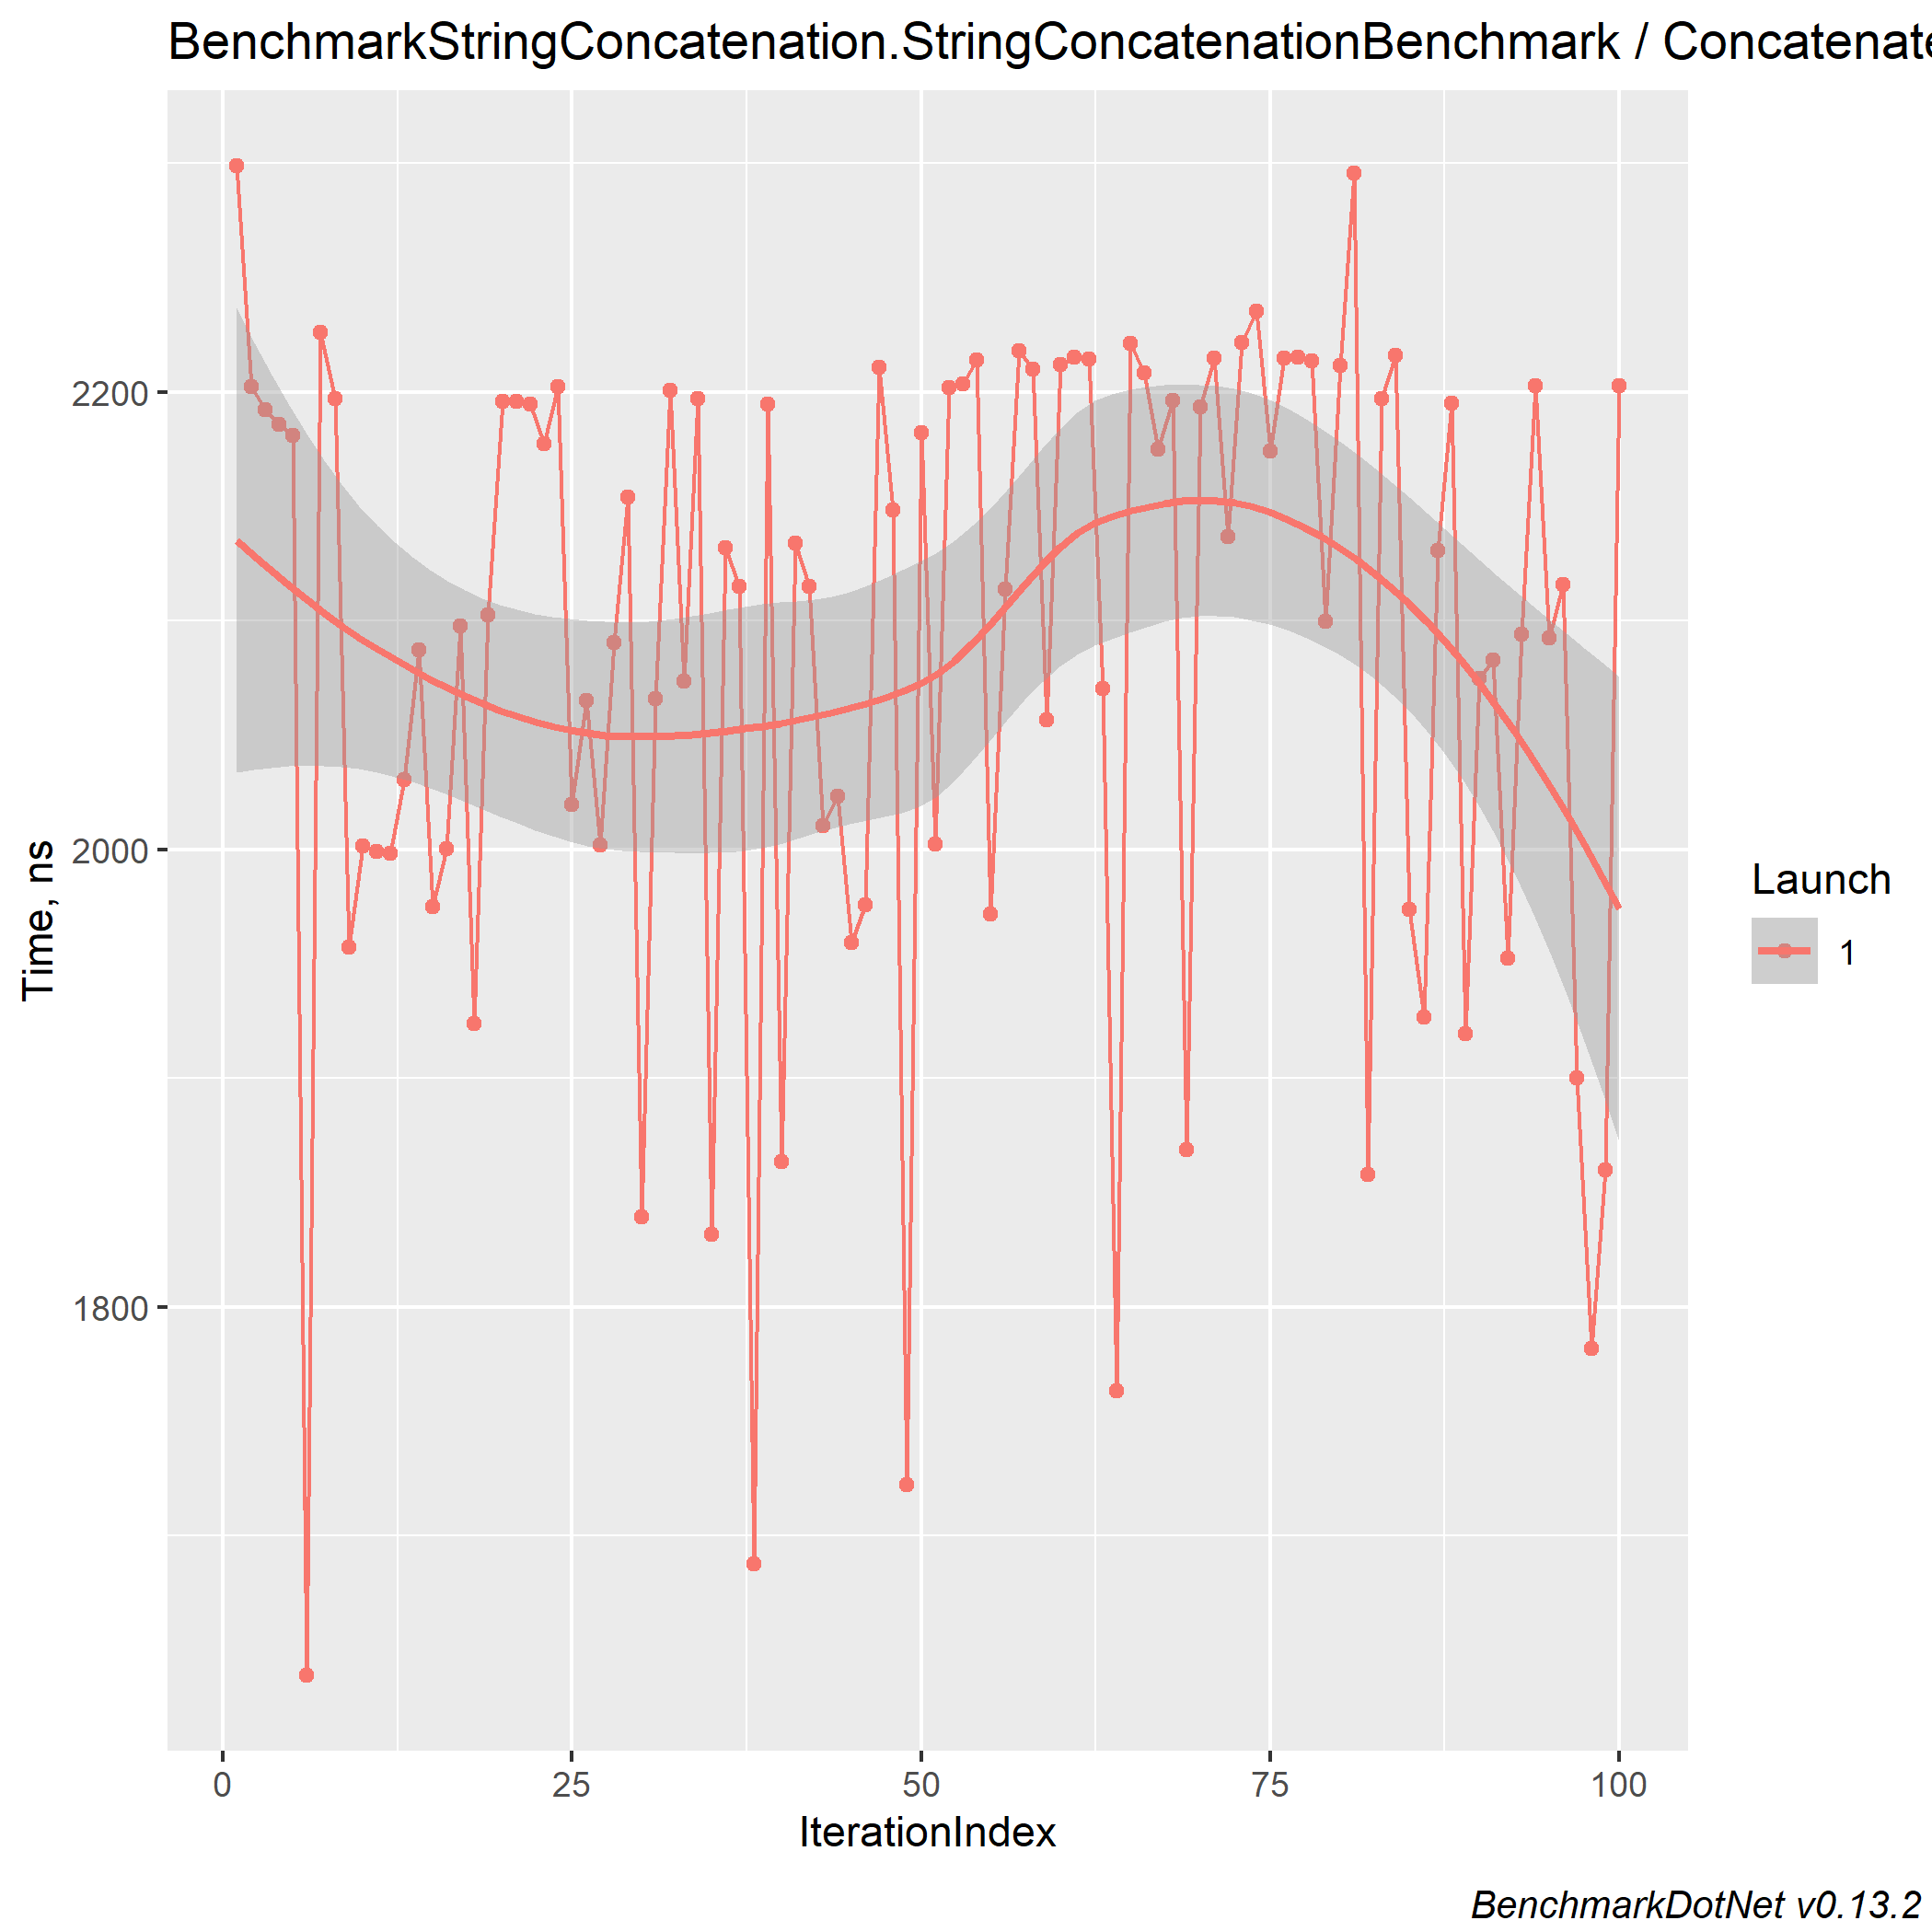 BenchmarkStringConcatenation.StringConcatenationBenchmark / Concatenate
2200
2000
1800
Time, ns
0 25 50 75 100
IterationIndex
Launch
1
BenchmarkDotNet v0.13.2